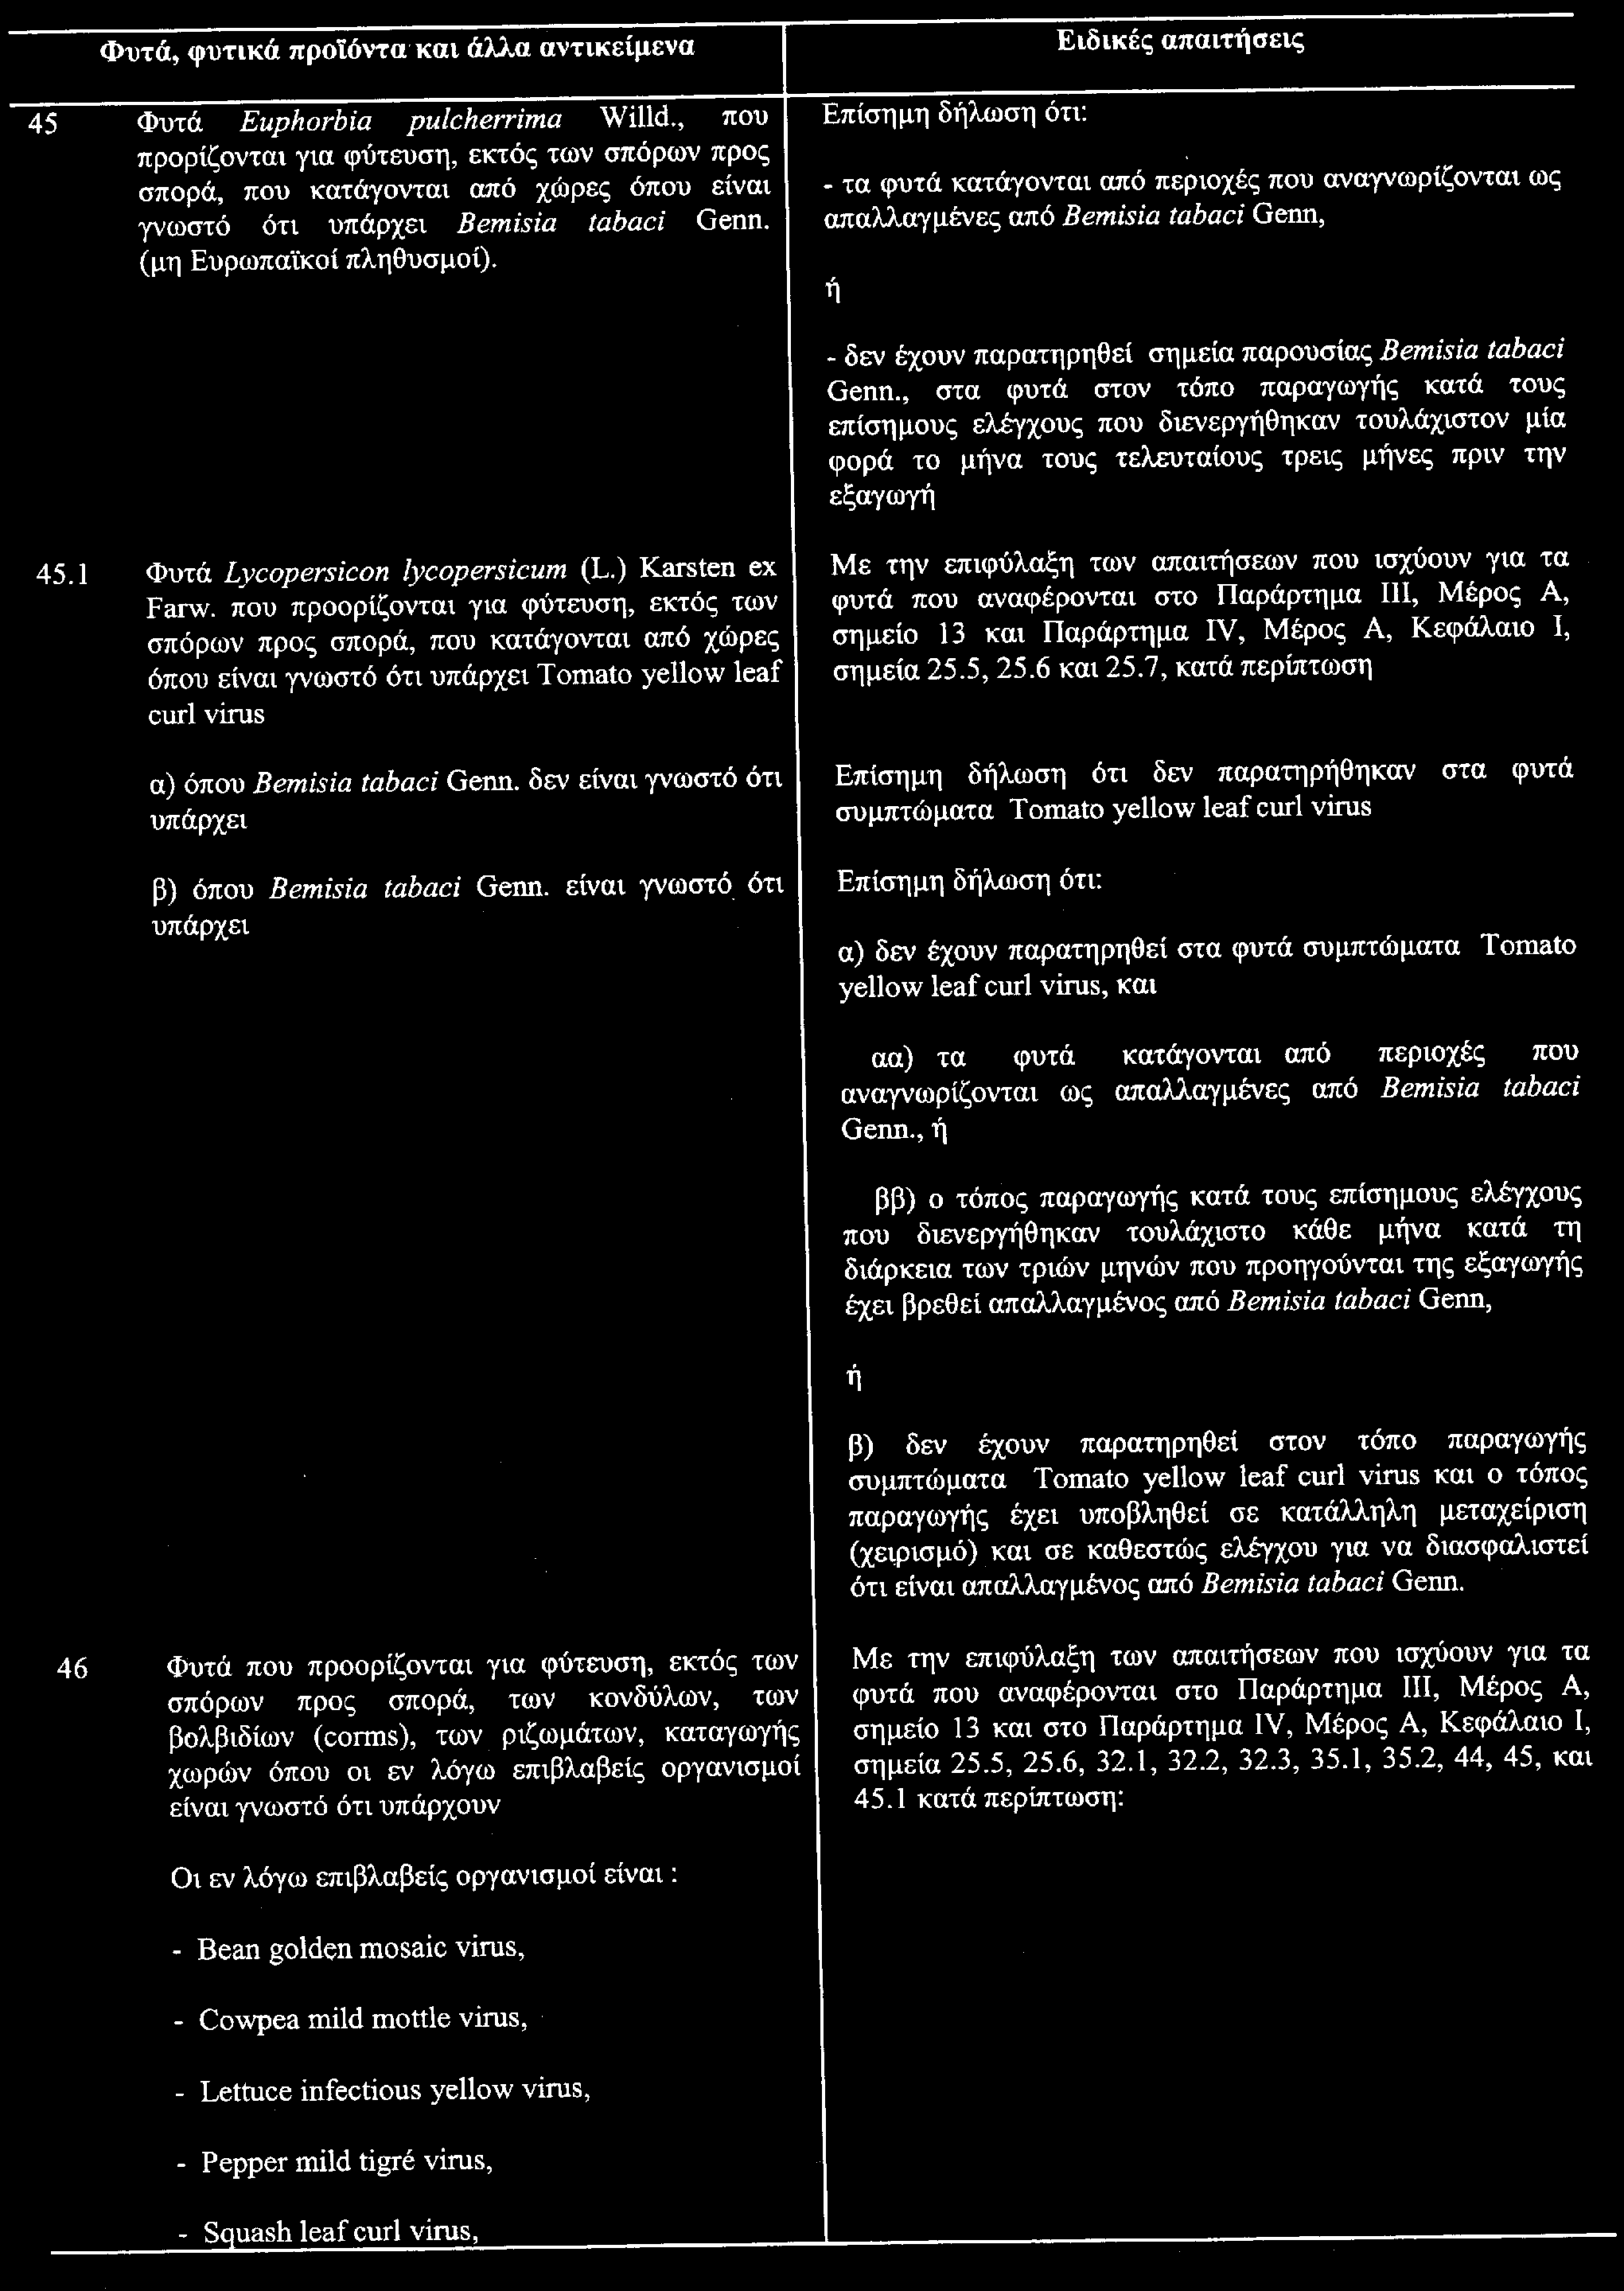 Φυτά, φυτικά προϊόντα και άλλα αντικείμενα
Ειδικές απαιτήσεις
45 Φυτά Euphorbia pulcherrima Willd., που
προρίζονται για φύτευση, εκτός των σπόρων προς
σπορά, που κατάγονται από χώρες όπου είναι
γνωστό ότι υπάρχει Bemisia tabaci Genn.
(μη Ευρωπαϊκοί πληθυσμοί).
Επίσημη δήλωση ότι:
- τα φυτά κατάγονται από περιοχές που αναγνωρίζονται ως
απαλλαγμένες από Bemisia tabaci Genn,
ή
- δεν έχουν παρατηρηθεί σημεία παρουσίας Bemisia tabaci
Genn., στα φυτά στον τόπο παραγωγής κατά τους
επίσημους ελέγχους που διενεργήθηκαν τουλάχιστον μία
φορά το μήνα τους τελευταίους τρεις μήνες πριν την
εξαγωγή
45.1 Φυτά Lycopersicon lycopersicum (L.) Karsten ex
Farw. που προορίζονται για φύτευση, εκτός των
σπόρων προς σπορά, που κατάγονται από χώρες
όπου είναι γνωστό ότι υπάρχει Tomato yellow leaf
curl virus
Με την επιφύλαξη των απαιτήσεων που ισχύουν για τα
φυτά που αναφέρονται στο Παράρτημα III, Μέρος Α,
σημείο 13 και Παράρτημα IV, Μέρος Α, Κεφάλαιο Ι,
σημεία 25.5, 25.6 και 25.7, κατά περίπτωση
α) όπου Bemisia tabaci Genn. δεν είναι γνωστό ότι
υπάρχει
Επίσημη δήλωση ότι δεν παρατηρήθηκαν στα φυτά
συμπτώματα Tomato yellow leaf curl virus
β) όπου Bemisia tabaci Genn. είναι γνωστό ότι
υπάρχει
Επίσημη δήλωση ότι:
α) δεν έχουν παρατηρηθεί στα φυτά συμπτώματα Tomato
yellow leaf curl virus, και
αα) τα φυτά κατάγονται από περιοχές που
αναγνωρίζονται ως απαλλαγμένες από Bemisia tabaci
Genn., ή
ββ) ο τόπος παραγωγής κατά τους επίσημους ελέγχους
που διενεργήθηκαν τουλάχιστο κάθε μήνα κατά τη
διάρκεια των τριών μηνών που προηγούνται της εξαγωγής
έχει βρεθεί απαλλαγμένος από Bemisia tabaci Genn,
ή
β) δεν έχουν παρατηρηθεί στον τόπο παραγωγής
συμπτώματα Tomato yellow leaf curl virus και ο τόπος
παραγωγής έχει υποβληθεί σε κατάλληλη μεταχείριση
(χειρισμό) και σε καθεστώς ελέγχου για να διασφαλιστεί
ότι είναι απαλλαγμένος από Bemisia tabaci Genn.
46 Φυτά που προορίζονται για φύτευση, εκτός των
σπόρων προς σπορά, των κονδύλων, των
βολβιδίων (corms), των ριζωμάτων, καταγωγής
χωρών όπου οι εν λόγω επιβλαβείς οργανισμοί
είναι γνωστό ότι υπάρχουν
Με την επιφύλαξη των απαιτήσεων που ισχύουν για τα
φυτά που αναφέρονται στο Παράρτημα III, Μέρος Α,
σημείο 13 και στο Παράρτημα IV, Μέρος Α, Κεφάλαιο Ι,
σημεία 25.5, 25.6, 32.1, 32.2, 32.3, 35.1, 35.2, 44, 45, και
45.1 κατά περίπτωση:
Οι εν λόγω επιβλαβείς οργανισμοί είναι :
- Bean golden mosaic virus,
- Cowpea mild mottle virus,
- Lettuce infectious yellow virus,
- Pepper mild tigré virus,
- Squash leaf curl virus,